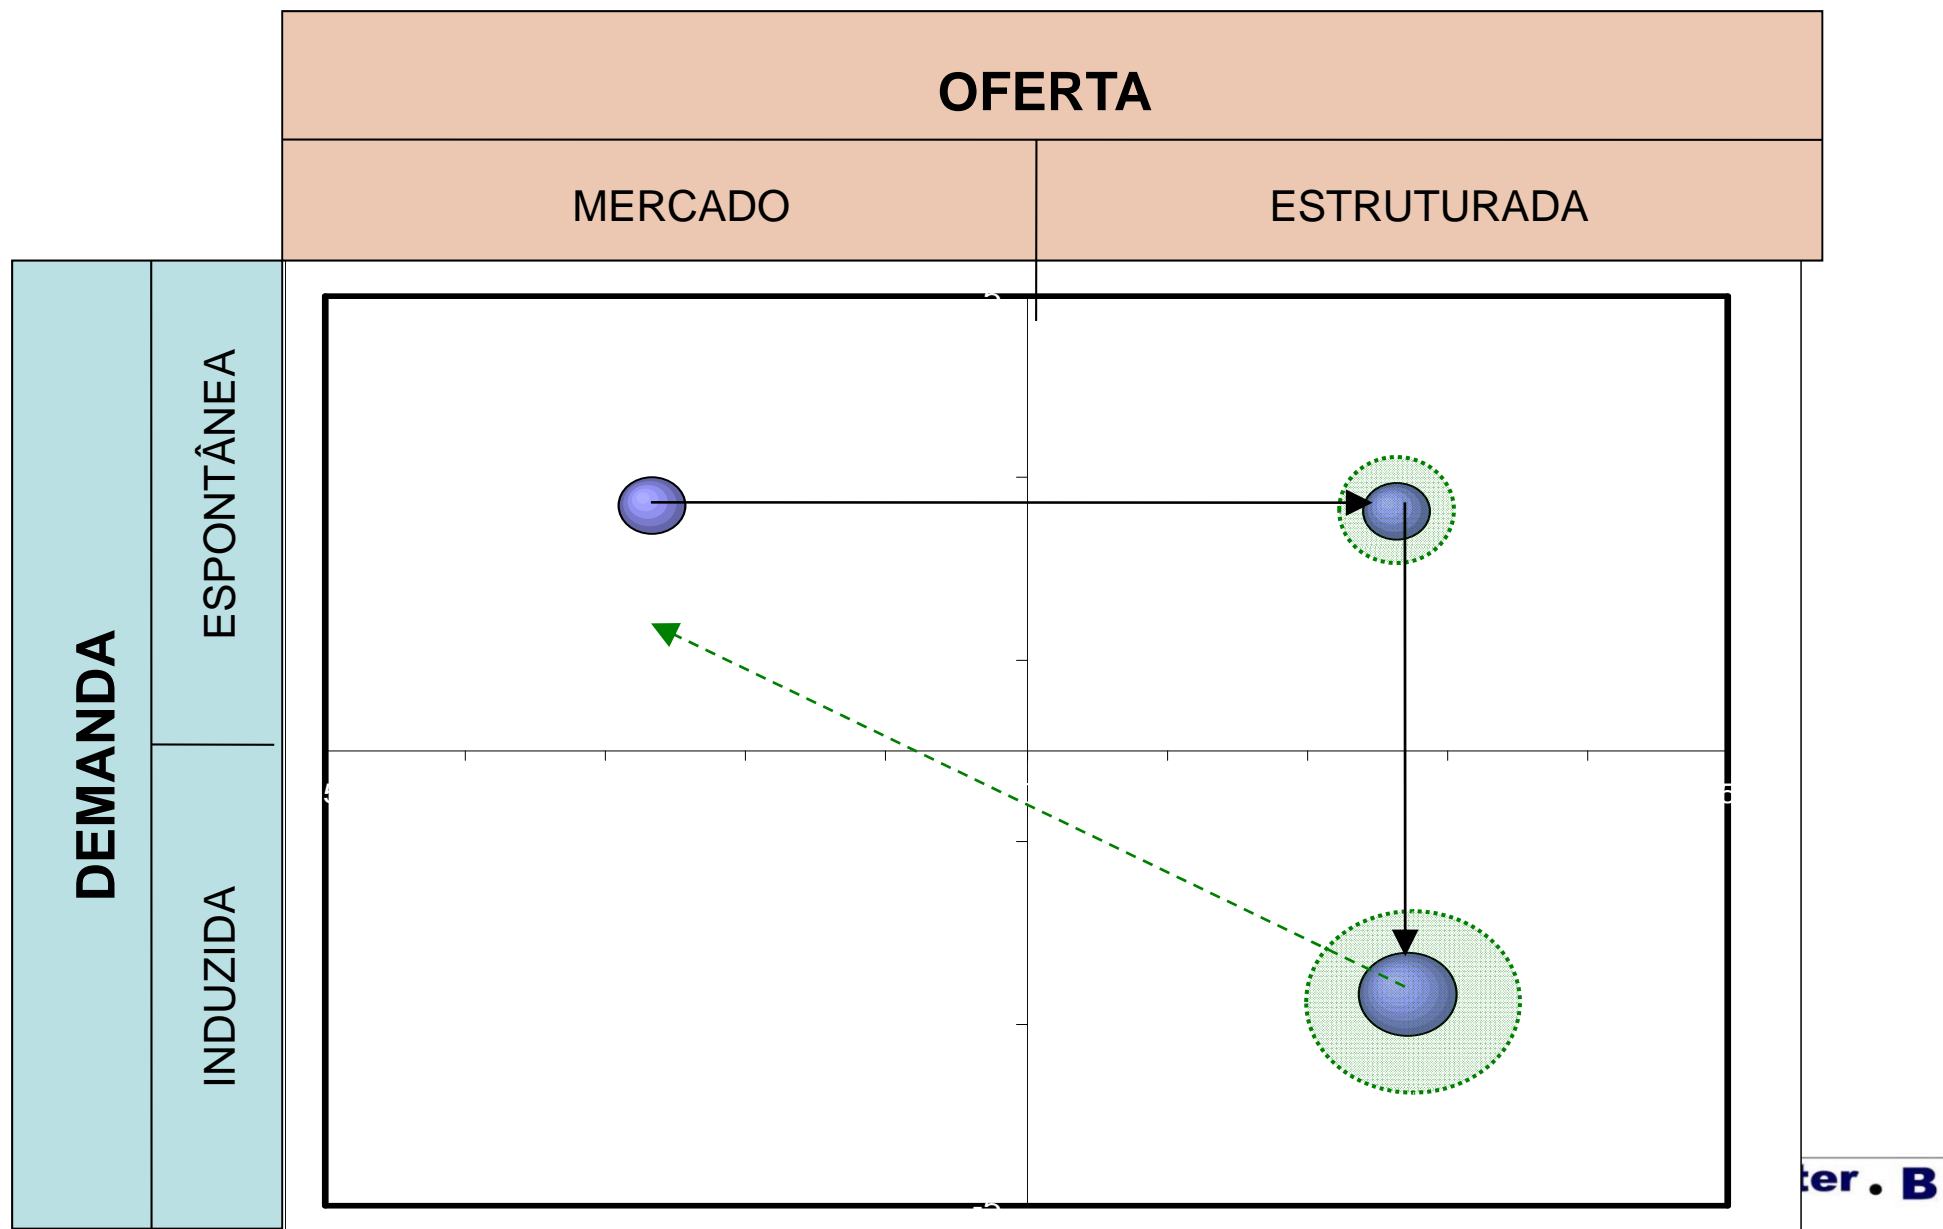 OFERTA
MERCADO
ESTRUTURADA
DEMANDA
ESPONTÂNEA
INDUZIDA
ter. B